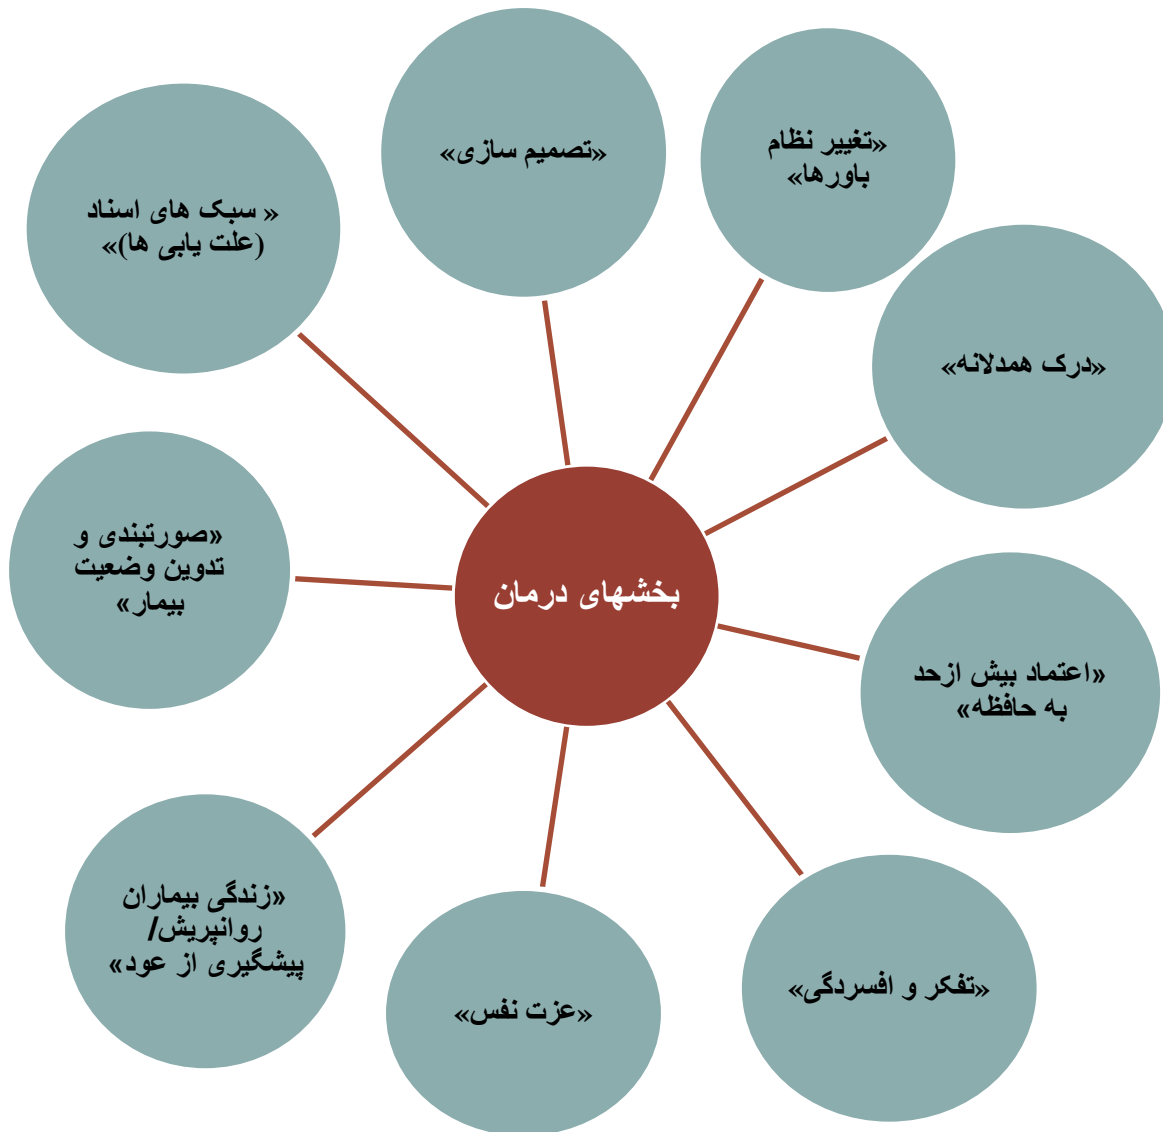 «تصمیم سازی»
«تغییر نظام
باورها»
«درک همدلانه»
«اعتماد بیش ازحد
به حافظه»
«تفکر و افسردگی»
«عزت نفس»
«زندگی بیماران
روانپریش/
پیشگیری از عود»
«صورتبندی و
تدوین وضعیت
بیمار»
« سبک های اسناد
(علت یابی ها)»
بخشهای درمان